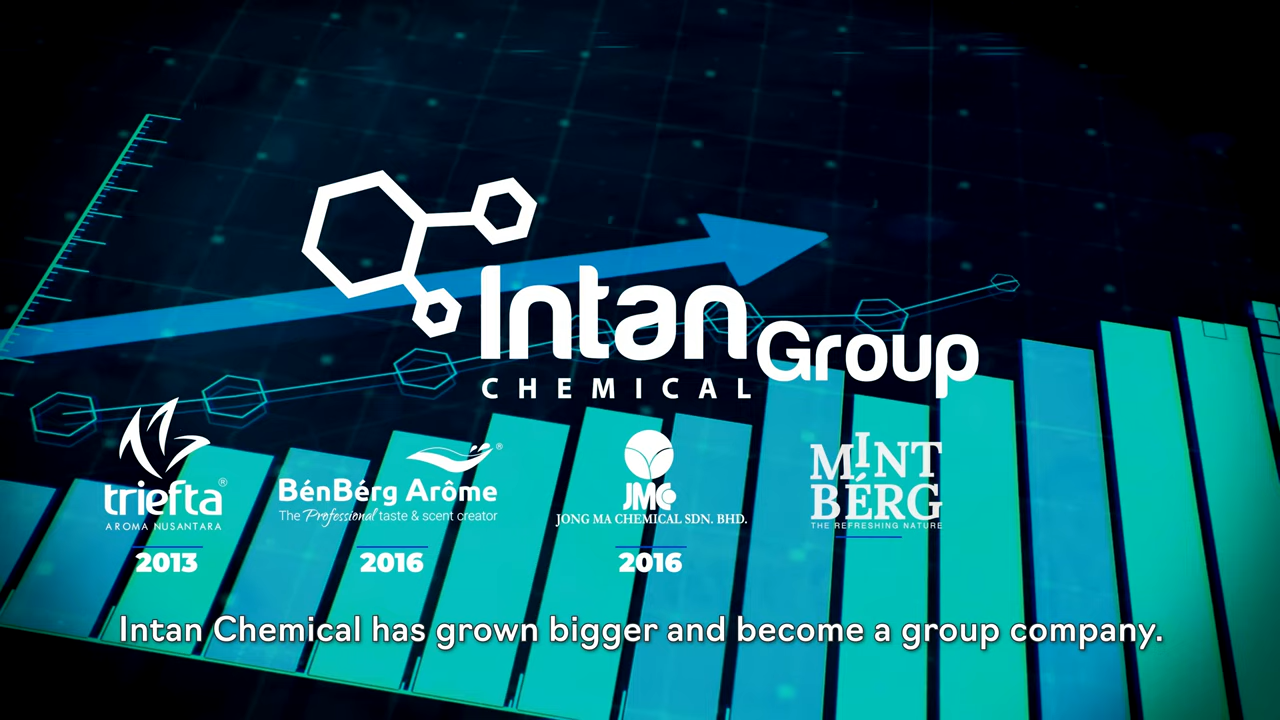 Intan Group
CHEMICAL
triefta®
AROMA NUSANTARA
2013
BénBérg Arôme®
The Professional taste & scent creator
2016
JMC
JONG MA CHEMICAL SDN. BHD.
2016
MINT
BÉRG
THE REFRESHING NATURE
Intan Chemical has grown bigger and become a group company.